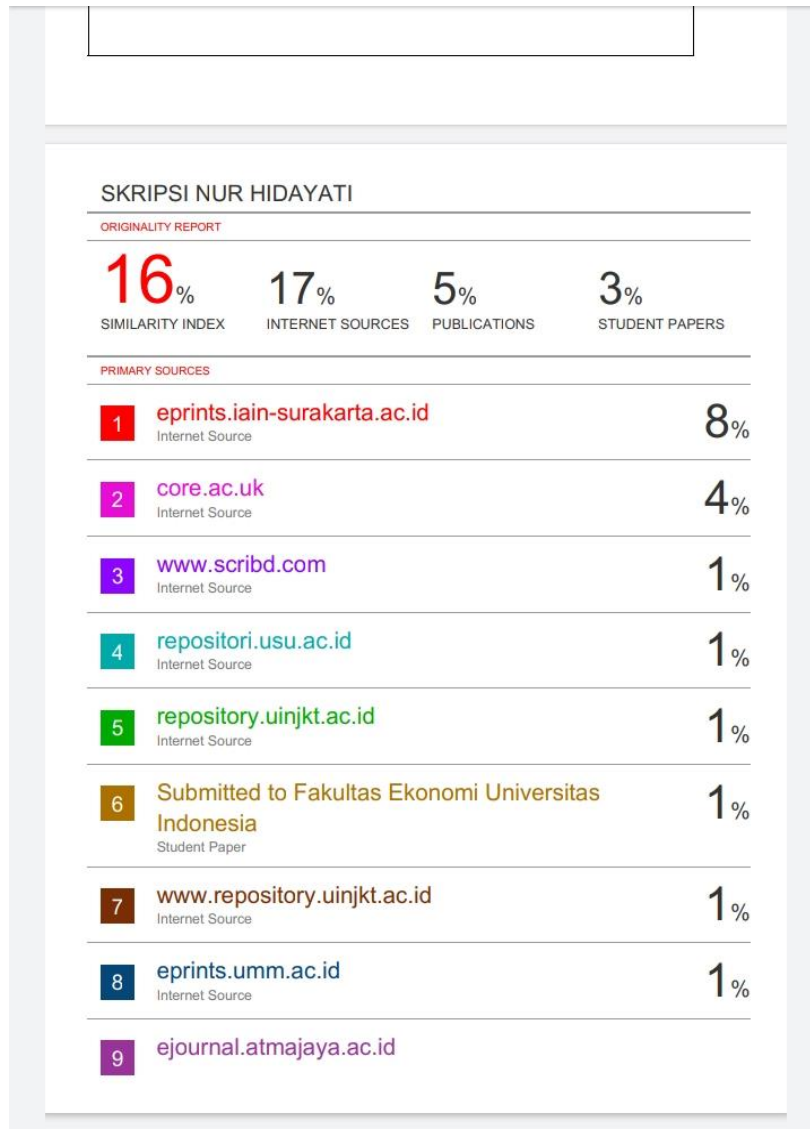 SKRIPSI NUR HIDAYATI
ORIGINALITY REPORT
16% 17% 5% 3%
SIMILARITY INDEX INTERNET SOURCES PUBLICATIONS STUDENT PAPERS
PRIMARY SOURCES
1 eprints.iain-surakarta.ac.id 8%
Internet Source
2 core.ac.uk 4%
Internet Source
3 www.scribd.com 1%
Internet Source
4 repositori.usu.ac.id 1%
Internet Source
5 repository.uinjkt.ac.id 1%
Internet Source
6 Submitted to Fakultas Ekonomi Universitas 1%
Indonesia
Student Paper
7 www.repository.uinjkt.ac.id 1%
Internet Source
8 eprints.umm.ac.id 1%
Internet Source
9 ejournal.atmajaya.ac.id